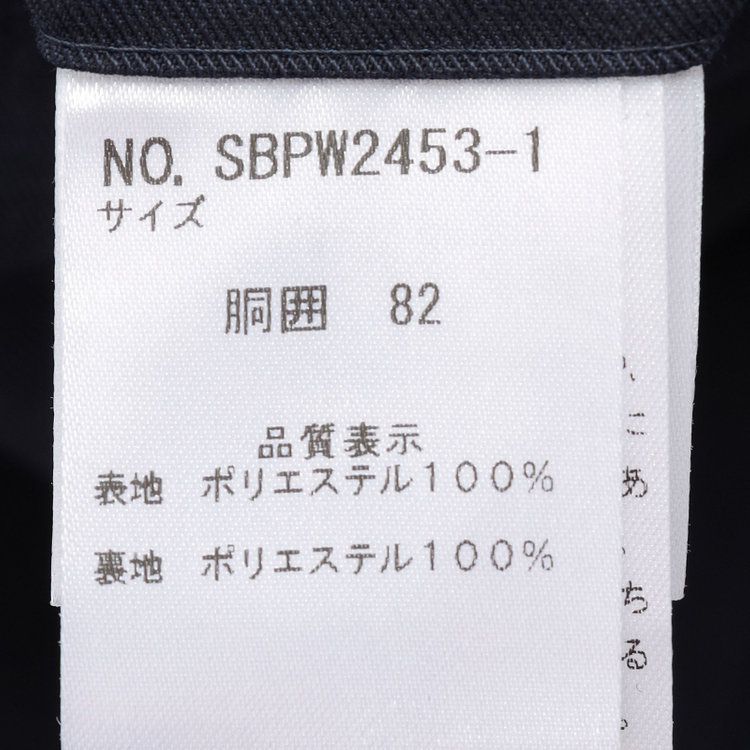 NO. SBPW2453-1
サイズ
胴囲 82
品質表示
表地 ポリエステル100%
裏地 ポリエステル100%